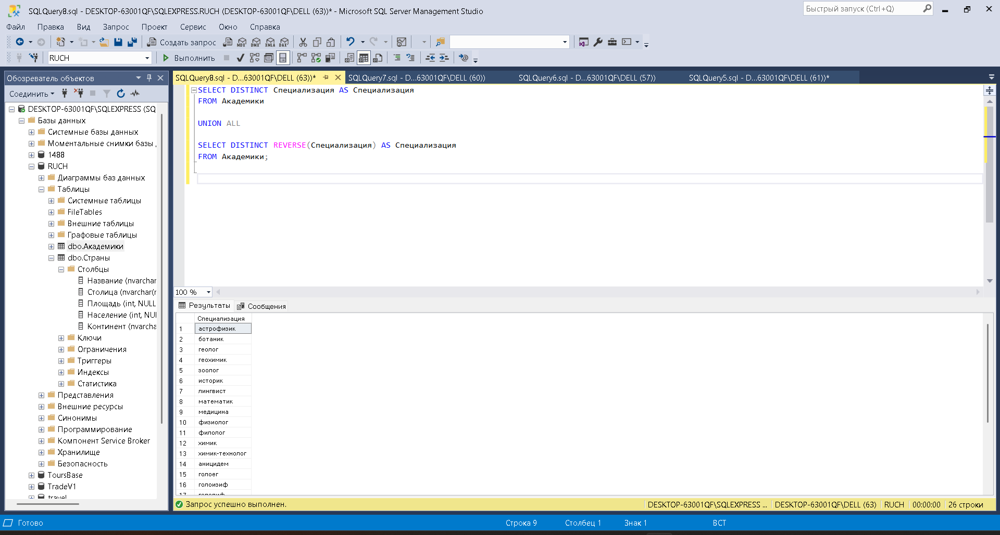 SQLQuery8.sql - DESKTOP-63001QF\SQLEXPRESS.RUCH (DESKTOP-63001QF\DELL (63))* - Microsoft SQL Server Management Studio
Быстрый запуск (Ctrl+Q)
Файл Правка Вид Запрос Проект Сервис Окно Справка
Создать запрос MDX DMX XMLA DAX
RUCH Выполнить
Обозреватель объектов
Соединить
DESKTOP-63001QF\SQLEXPRESS (SQ
Базы данных
Системные базы данных
Моментальные снимки базы
1488
RUCH
Диаграммы баз данных
Таблицы
Системные таблицы
FileTables
Внешние таблицы
Графовые таблицы
dbo.Академики
dbo.Страны
Столбцы
Название (nvarchar
Столица (nvarchar(
Площадь (int, NULL
Население (int, NUL
Континент (nvarcha
Ключи
Ограничения
Триггеры
Индексы
Статистика
Представления
Внешние ресурсы
Синонимы
Программирование
Компонент Service Broker
Хранилище
Безопасность
ToursBase
TradeV1
travel
SQLQuery8.sql - D...63001QF\DELL (63))* SQLQuery7.sql - D...63001QF\DELL (60)) SQLQuery6.sql - D...63001QF\DELL (57)) SQLQuery5.sql - D...63001QF\DELL (61))*
SELECT DISTINCT Специализация AS Специализация
FROM Академики
UNION ALL
SELECT DISTINCT REVERSE(Специализация) AS Специализация
FROM Академики;
100 %
Результаты Сообщения
Специализация
1 астрофизик
2 ботаник
3 геолог
4 геохимик
5 зоолог
6 историк
7 лингвист
8 математик
9 медицина
10 физиолог
11 филолог
12 химик
13 химик-технолог
14 аницидем
15 голоег
16 голоизиф
17 голопиф
Запрос успешно выполнен. DESKTOP-63001QF\SQLEXPRESS ... DESKTOP-63001QF\DELL (63) RUCH 00:00:00 26 строки
Готово Строка 9 Столбец 1 Знак 1 ВСТ